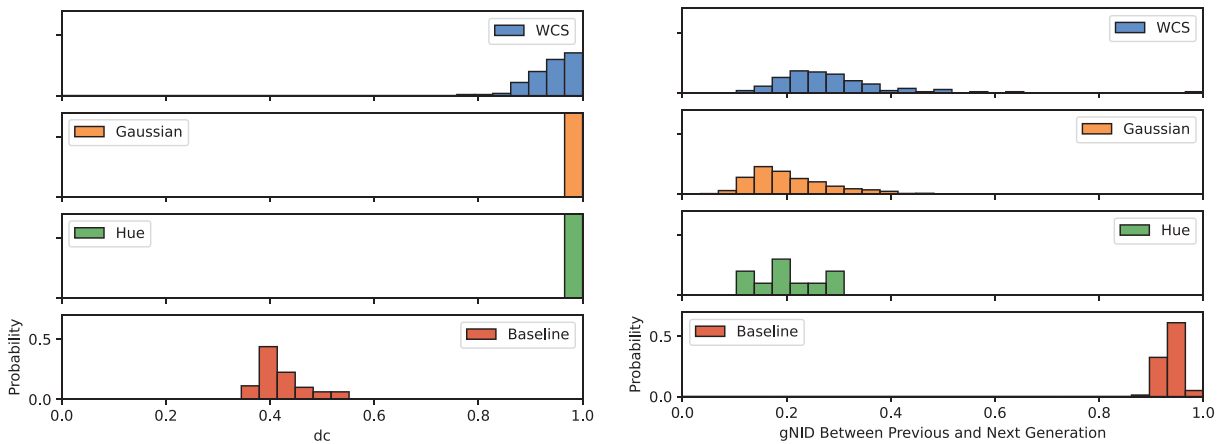 WCS
Gaussian
Hue
Probability
0.5
0.0
Baseline
0.0 0.2 0.4 0.6 0.8 1.0
dc
WCS
Gaussian
Hue
0.5
0.0
Baseline
0.0 0.2 0.4 0.6 0.8 1.0
gNID Between Previous and Next Generation